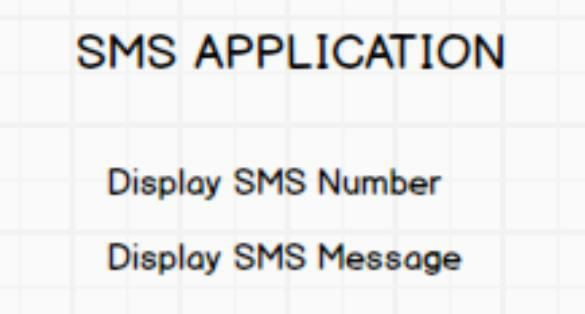 SMS APPLICATION
Display SMS Number
Display SMS Message